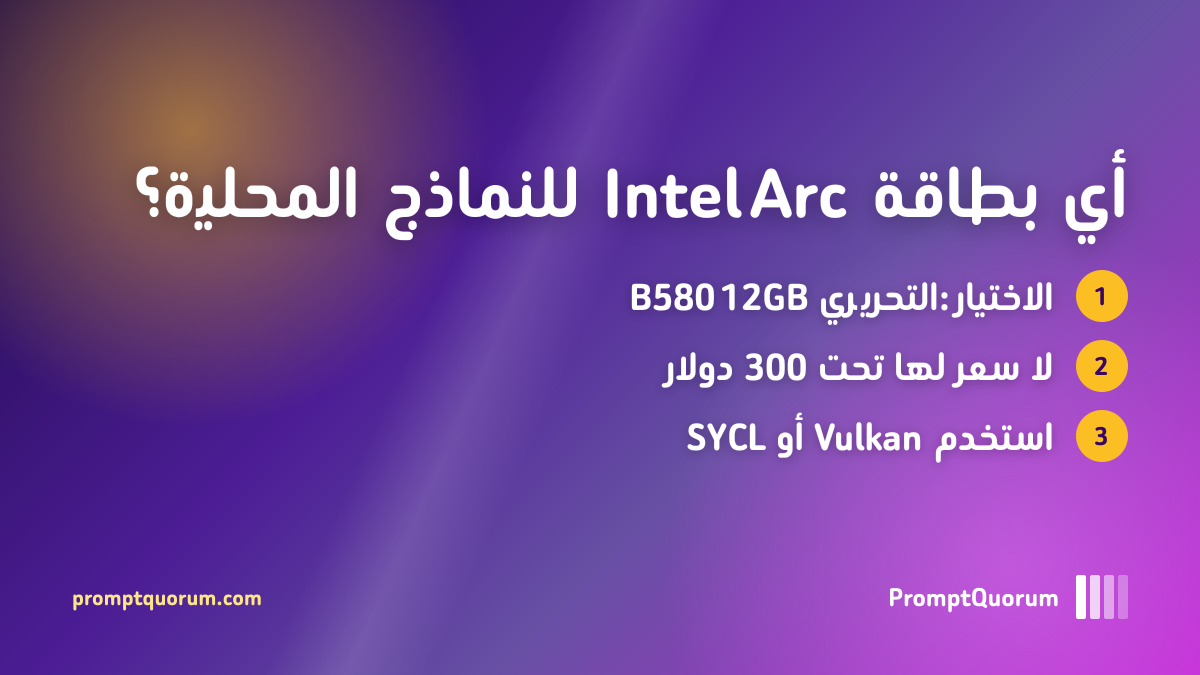 أي بطاقة Intel Arc للنماذج المحلية؟
1 الاختيار التحريري: B580 12GB
2 لا سعر لها تحت 300 دولار
3 استخدم Vulkan أو SYCL
PromptQuorum
promptquorum.com